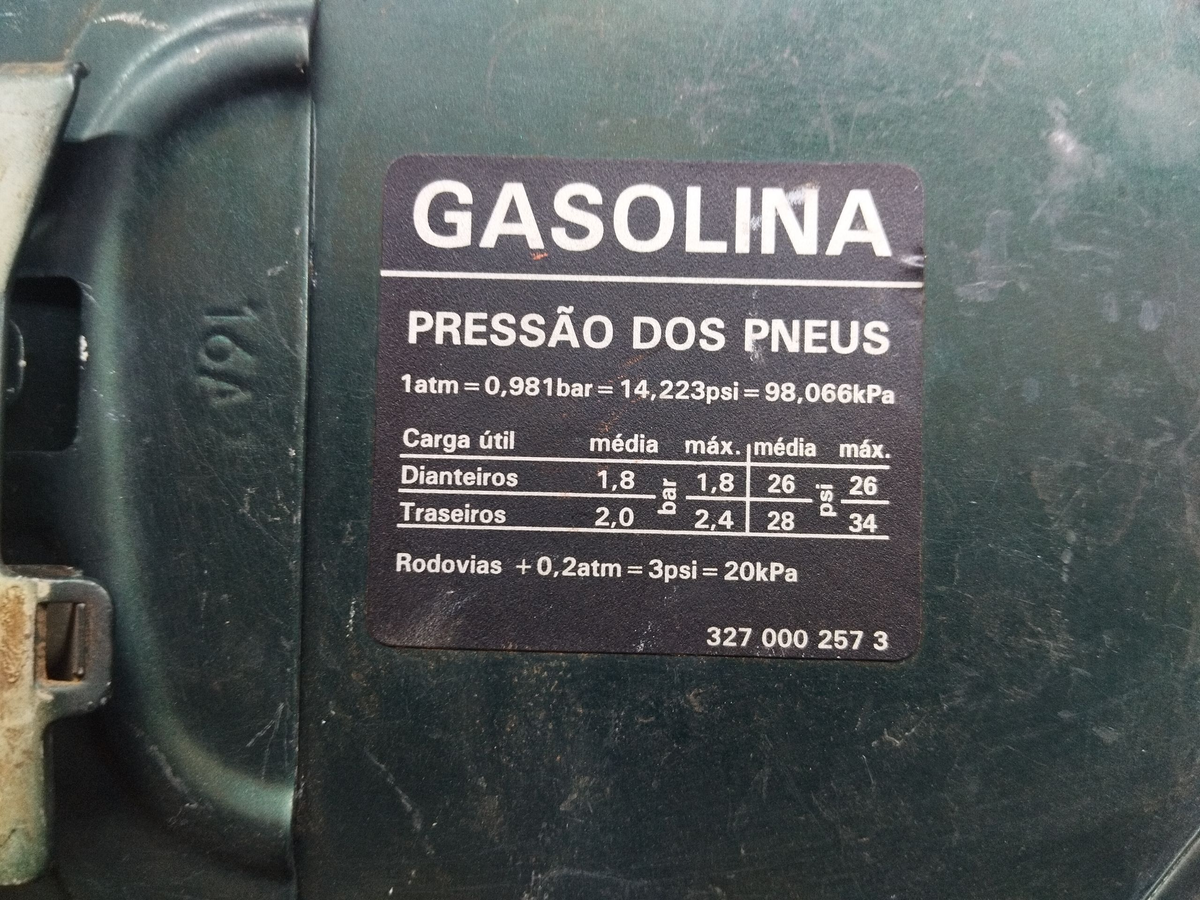 GASOLINA
PRESSÃO DOS PNEUS
1atm = 0,981bar = 14,223psi = 98,066kPa
Carga útil média máx. média máx.
Dianteiros 1,8 bar 1,8 26 psi 26
Traseiros 2,0 2,4 28 34
Rodovias +0,2atm = 3psi = 20kPa
327 000 257 3
16A